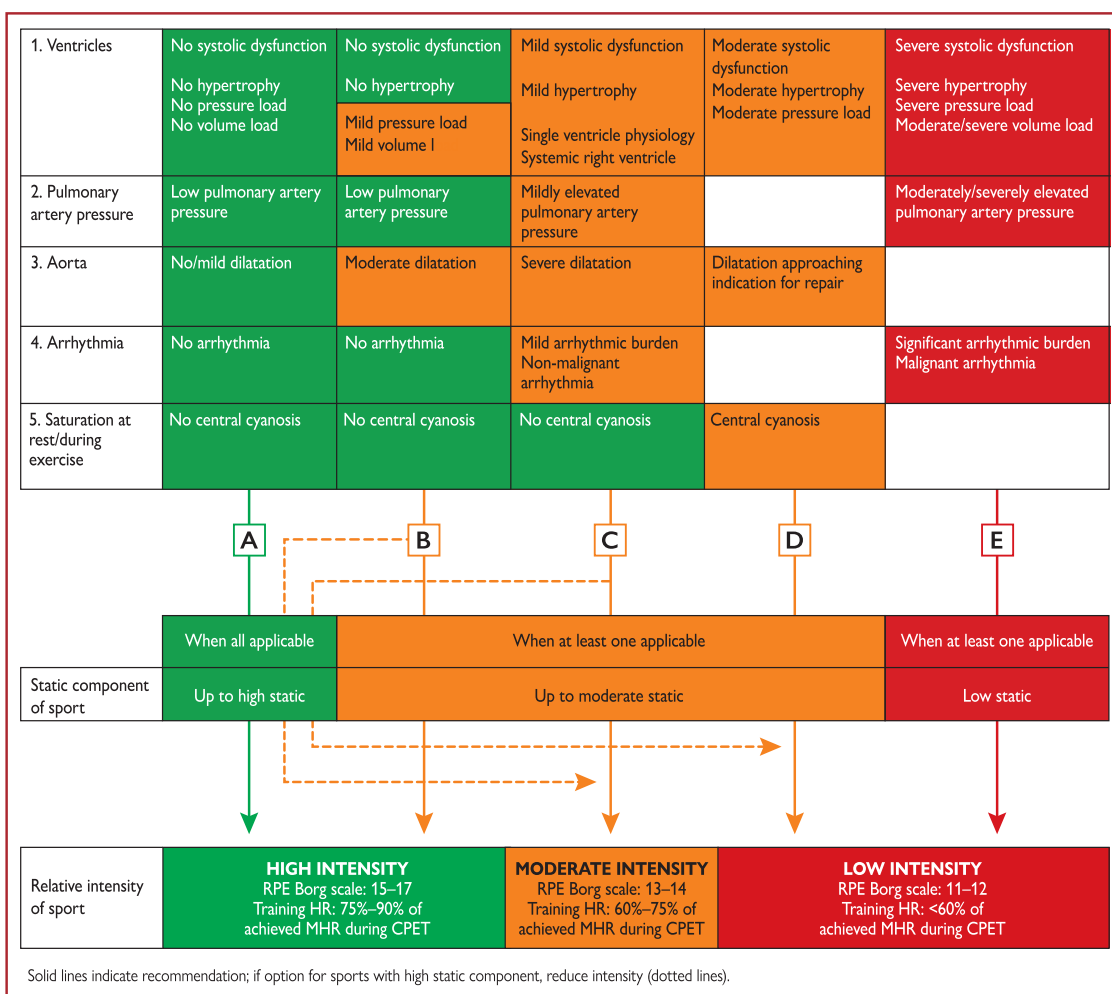 1. Ventricles
No systolic dysfunction
No hypertrophy
No pressure load
No volume load
No systolic dysfunction
No hypertrophy
Mild pressure load
Mild volume l
Mild systolic dysfunction
Mild hypertrophy
Single ventricle physiology
Systemic right ventricle
Moderate systolic
dysfunction
Moderate hypertrophy
Moderate pressure load
Severe systolic dysfunction
Severe hypertrophy
Severe pressure load
Moderate/severe volume load
2. Pulmonary
artery pressure
Low pulmonary artery
pressure
Low pulmonary
artery pressure
Mildly elevated
pulmonary artery
pressure
Moderately/severely elevated
pulmonary artery pressure
3. Aorta
No/mild dilatation
Moderate dilatation
Severe dilatation
Dilatation approaching
indication for repair
4. Arrhythmia
No arrhythmia
No arrhythmia
Mild arrhythmic burden
Non-malignant
arrhythmia
Significant arrhythmic burden
Malignant arrhythmia
5. Saturation at
rest/during
exercise
No central cyanosis
No central cyanosis
No central cyanosis
Central cyanosis
A
B
C
D
E
When all applicable
When at least one applicable
When at least one applicable
Static component
of sport
Up to high static
Up to moderate static
Low static
Relative intensity
of sport
HIGH INTENSITY
RPE Borg scale: 15–17
Training HR: 75%–90% of
achieved MHR during CPET
MODERATE INTENSITY
RPE Borg scale: 13–14
Training HR: 60%–75% of
achieved MHR during CPET
LOW INTENSITY
RPE Borg scale: 11–12
Training HR: <60% of
achieved MHR during CPET
Solid lines indicate recommendation; if option for sports with high static component, reduce intensity (dotted lines).